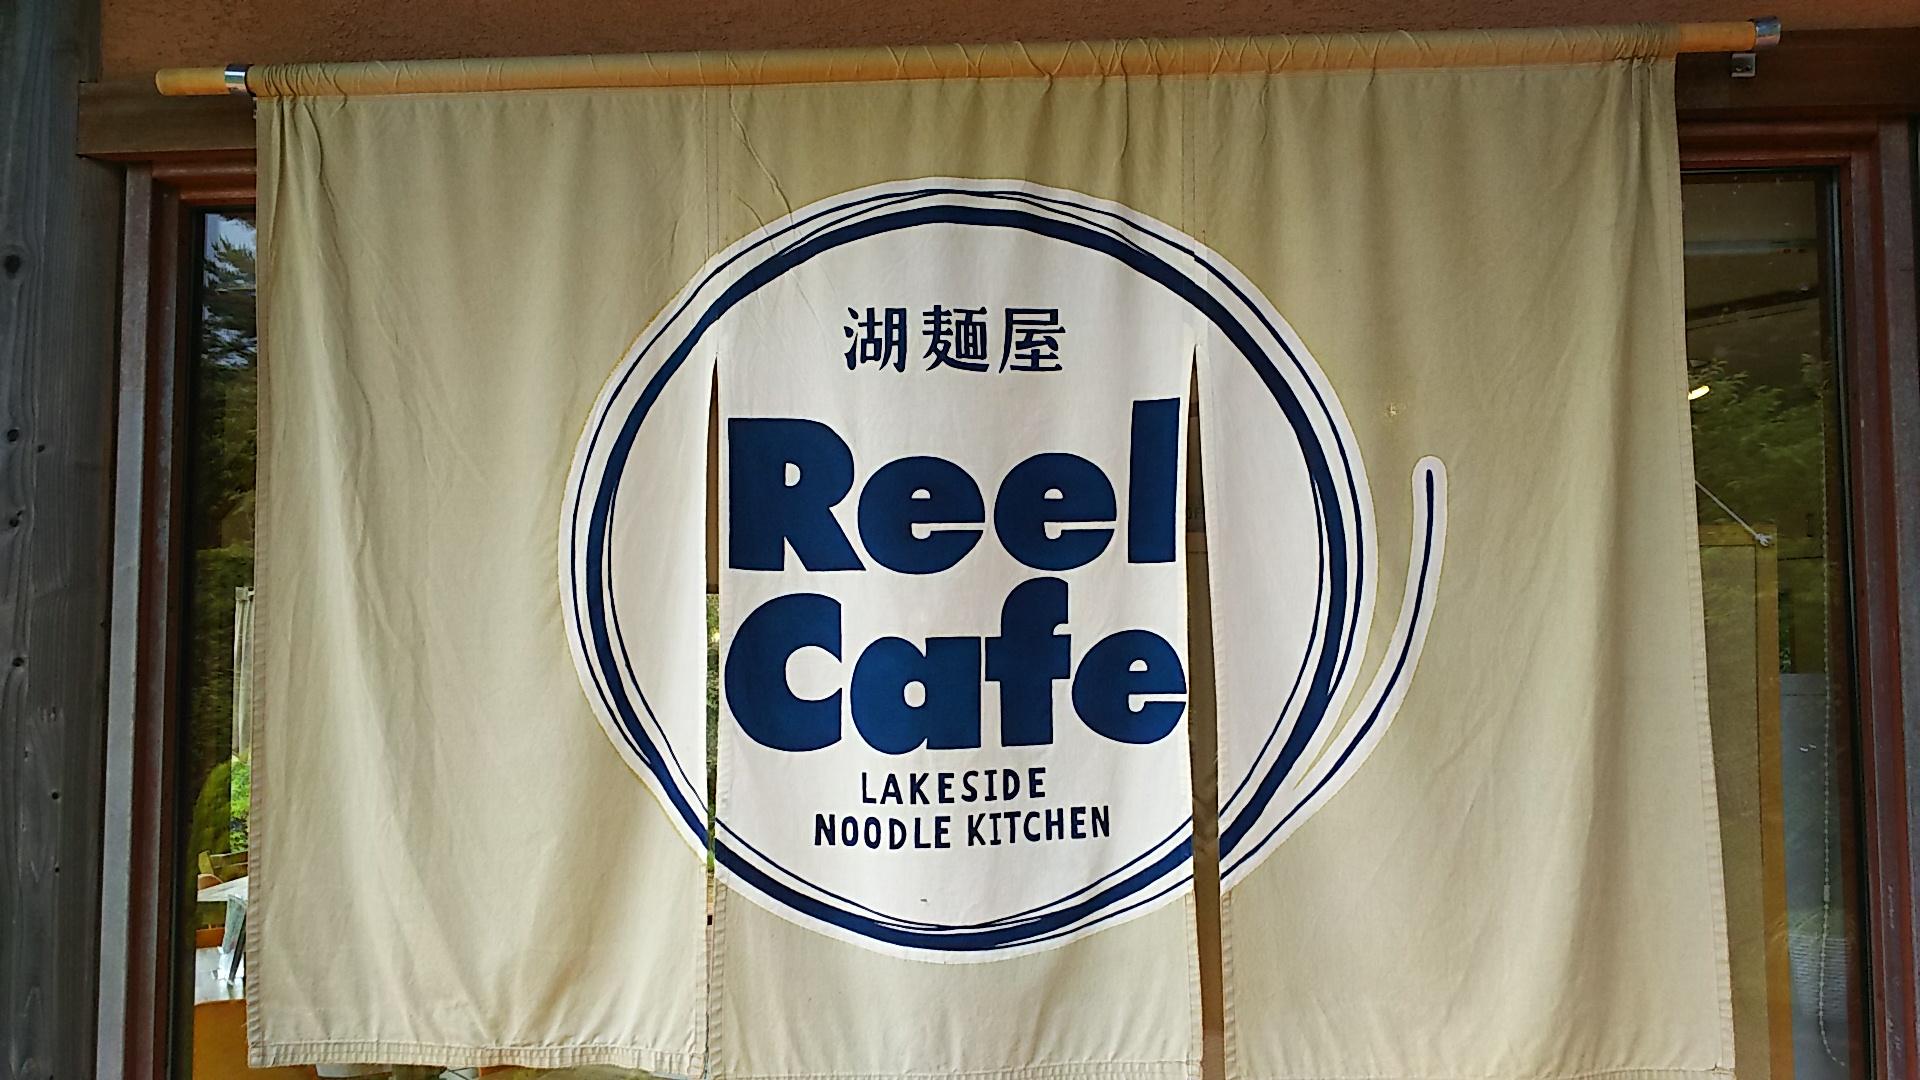 湖麺屋
Reel
Cafe
LAKESIDE
NOODLE KITCHEN